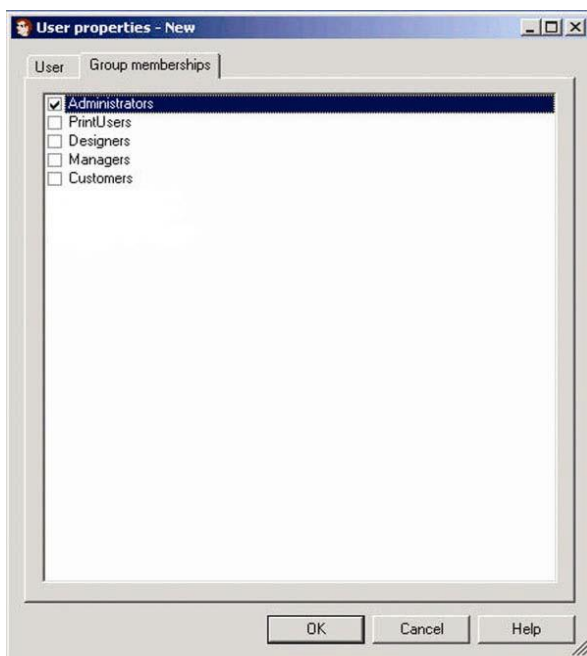 User properties - New
User
Group memberships
Administrators
PrintUsers
Designers
Managers
Customers
OK
Cancel
Help